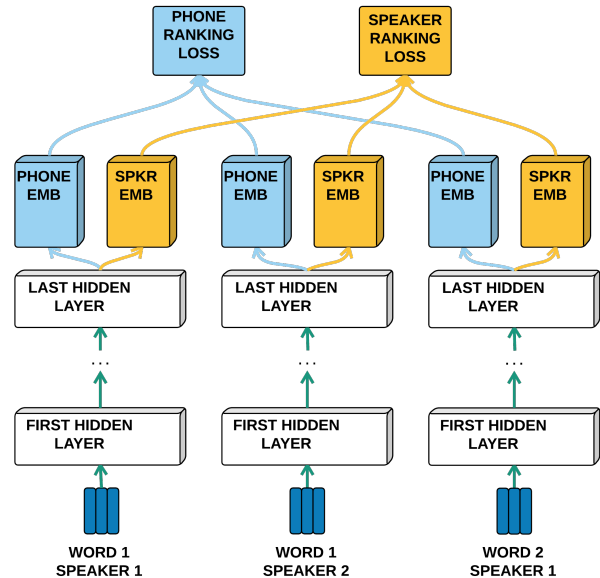 PHONE
RANKING
LOSS
SPEAKER
RANKING
LOSS
PHONE
EMB
SPKR
EMB
PHONE
EMB
SPKR
EMB
PHONE
EMB
SPKR
EMB
LAST HIDDEN
LAYER
LAST HIDDEN
LAYER
LAST HIDDEN
LAYER
...
...
...
FIRST HIDDEN
LAYER
FIRST HIDDEN
LAYER
FIRST HIDDEN
LAYER
WORD 1
SPEAKER 1
WORD 1
SPEAKER 2
WORD 2
SPEAKER 1